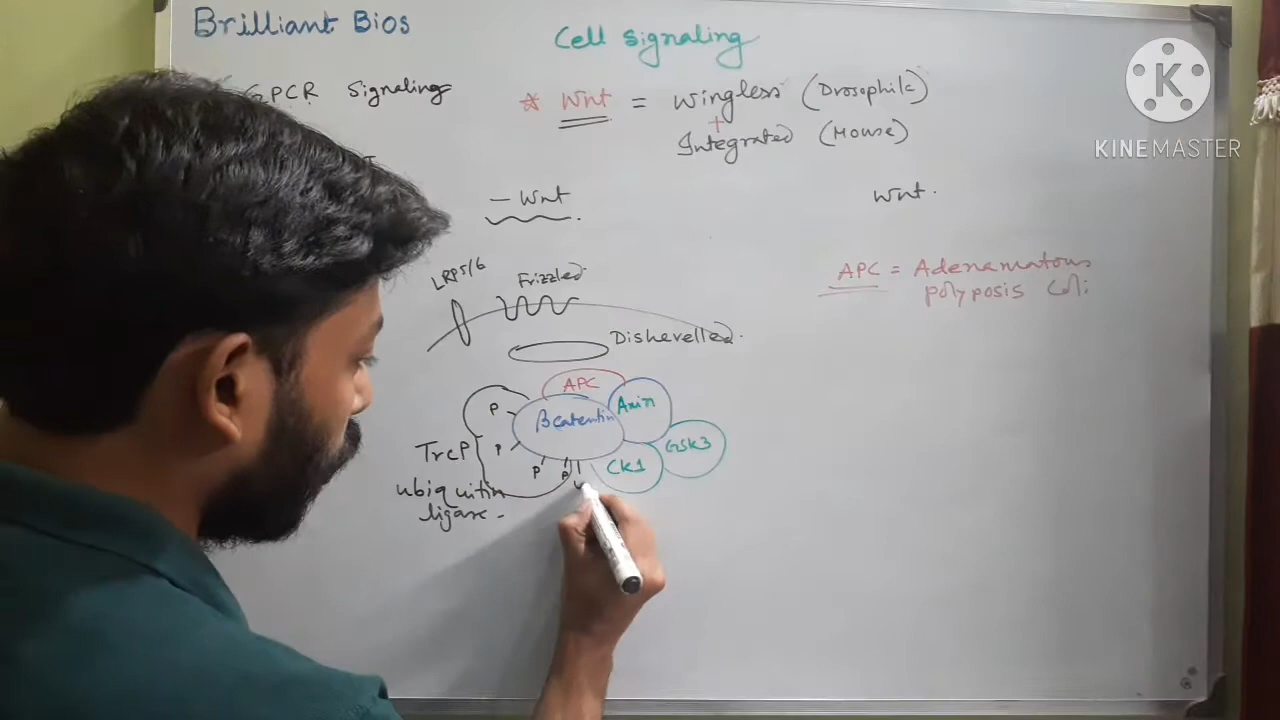 Brilliant Bios
Cell Signaling
GPCR Signaling
* Wnt = Wingless (Drosophila)
+
Integrated (Mouse)
- Wnt
Wnt.
LRP5/6
Frizzled
APC = Adenamatous
polyposis Coli
Dishevelled.
APC
Axin
βcatentin
P
P
P
P
GSK3
CK1
TrcP
ubiquitin
ligase.
K
KINEMASTER